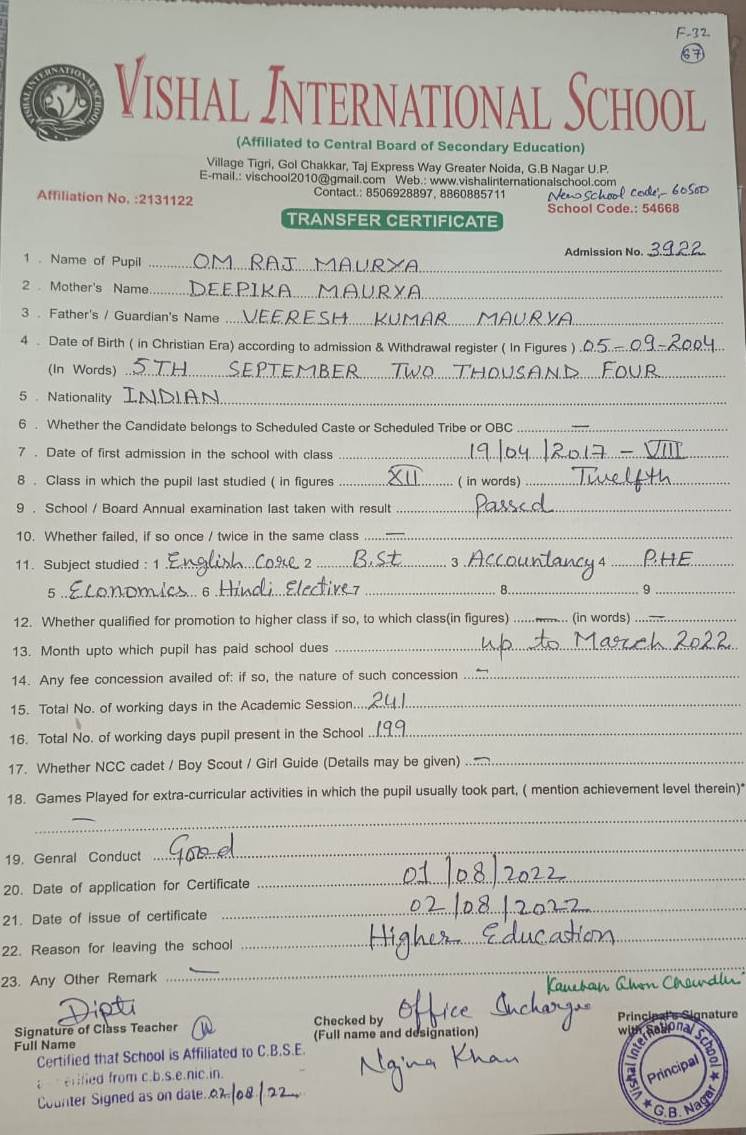 F-32
67
VISHAL INTERNATIONAL SCHOOL
VISHAL INTERNATIONAL SCHOOL
(Affiliated to Central Board of Secondary Education)
Village Tigri, Gol Chakkar, Taj Express Way Greater Noida, G.B Nagar U.P.
E-mail.: vischool2010@gmail.com Web.: www.vishalinternationalschool.com
Contact.: 8506928897, 8860885711
New School code:- 60500
Affiliation No. :2131122 School Code.: 54668
TRANSFER CERTIFICATE
Admission No. 3922
1 . Name of Pupil OM RAJ MAURYA
2 . Mother's Name DEEPIKA MAURYA
3 . Father's / Guardian's Name VEERESH KUMAR MAURYA
4 . Date of Birth ( in Christian Era) according to admission & Withdrawal register ( In Figures ) 05-09-2004
(In Words) 5TH SEPTEMBER TWO THOUSAND FOUR
5 . Nationality INDIAN
6 . Whether the Candidate belongs to Scheduled Caste or Scheduled Tribe or OBC —
7 . Date of first admission in the school with class 19/04/2017 - VIII
8 . Class in which the pupil last studied ( in figures XII ( in words) Twelfth
9 . School / Board Annual examination last taken with result Passed
10. Whether failed, if so once / twice in the same class —
11. Subject studied : 1 English Core 2 B.St 3 Accountancy 4 P.HE
5 Economics 6 Hindi Elective 7 8 9
12. Whether qualified for promotion to higher class if so, to which class(in figures) — (in words) —
13. Month upto which pupil has paid school dues up to March 2022
14. Any fee concession availed of: if so, the nature of such concession —
15. Total No. of working days in the Academic Session 241
16. Total No. of working days pupil present in the School 199
17. Whether NCC cadet / Boy Scout / Girl Guide (Details may be given) —
18. Games Played for extra-curricular activities in which the pupil usually took part, ( mention achievement level therein)*
—
19. Genral Conduct Good
20. Date of application for Certificate 01/08/2022
21. Date of issue of certificate 02/08/2022
22. Reason for leaving the school Higher Education
23. Any Other Remark —
Dipti
Signature of Class Teacher
Full Name
Checked by Office Incharge
(Full name and designation)
Ngina Khan
Principal's Signature
with Seal
Certified that School is Affiliated to C.B.S.E.
from c.b.s.e.nic.in.
Counter Signed as on date. 02/08/22
Vishal International School
Principal
G.B. Nagar